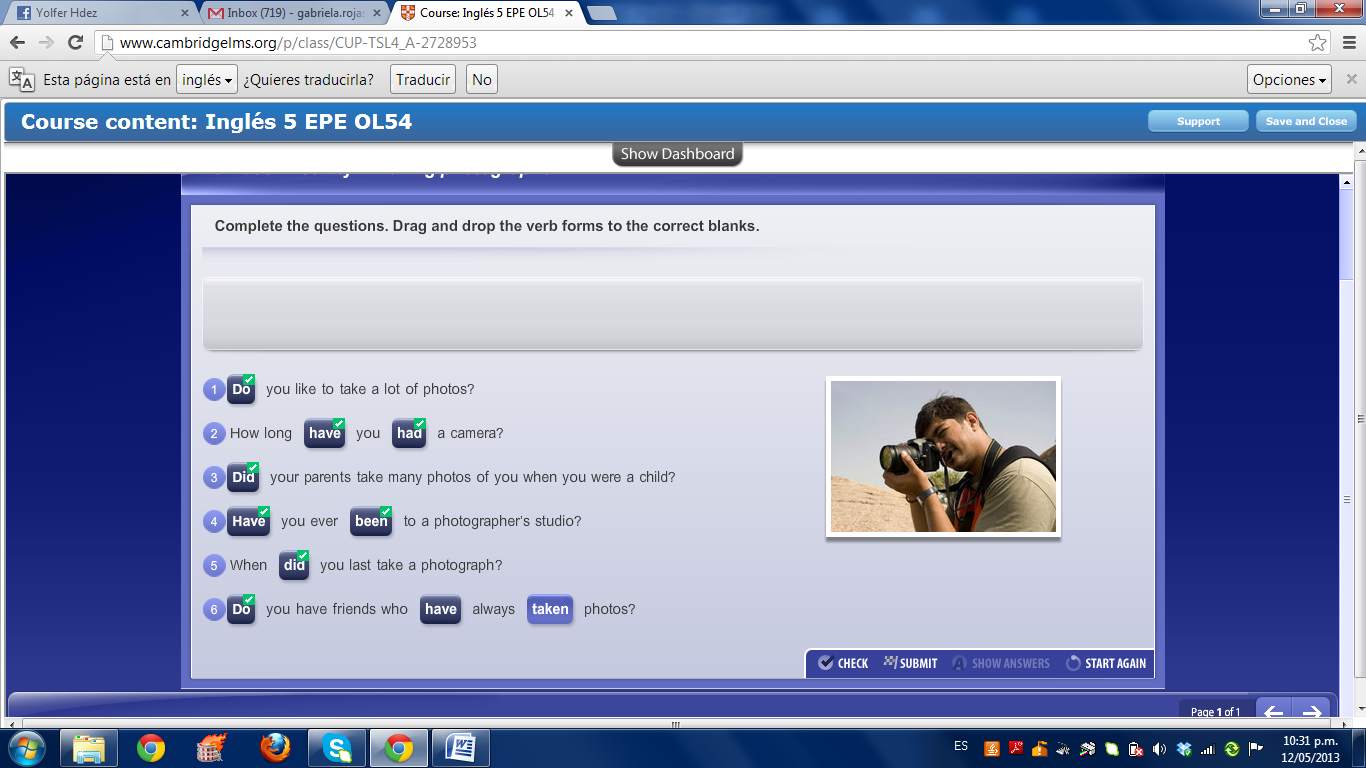 Yolfer Hdez
Inbox (719) - gabriela.rojas
Course: Inglés 5 EPE OL54
www.cambridgelms.org/p/class/CUP-TSL4_A-2728953
Esta página está en inglés ¿Quieres traducirla? Traducir No Opciones
Course content: Inglés 5 EPE OL54
Support Save and Close
Show Dashboard
Complete the questions. Drag and drop the verb forms to the correct blanks.
1 Do you like to take a lot of photos?
2 How long have you had a camera?
3 Did your parents take many photos of you when you were a child?
4 Have you ever been to a photographer's studio?
5 When did you last take a photograph?
6 Do you have friends who have always taken photos?
CHECK SUBMIT SHOW ANSWERS START AGAIN
Page 1 of 1
ES
10:31 p.m.
12/05/2013